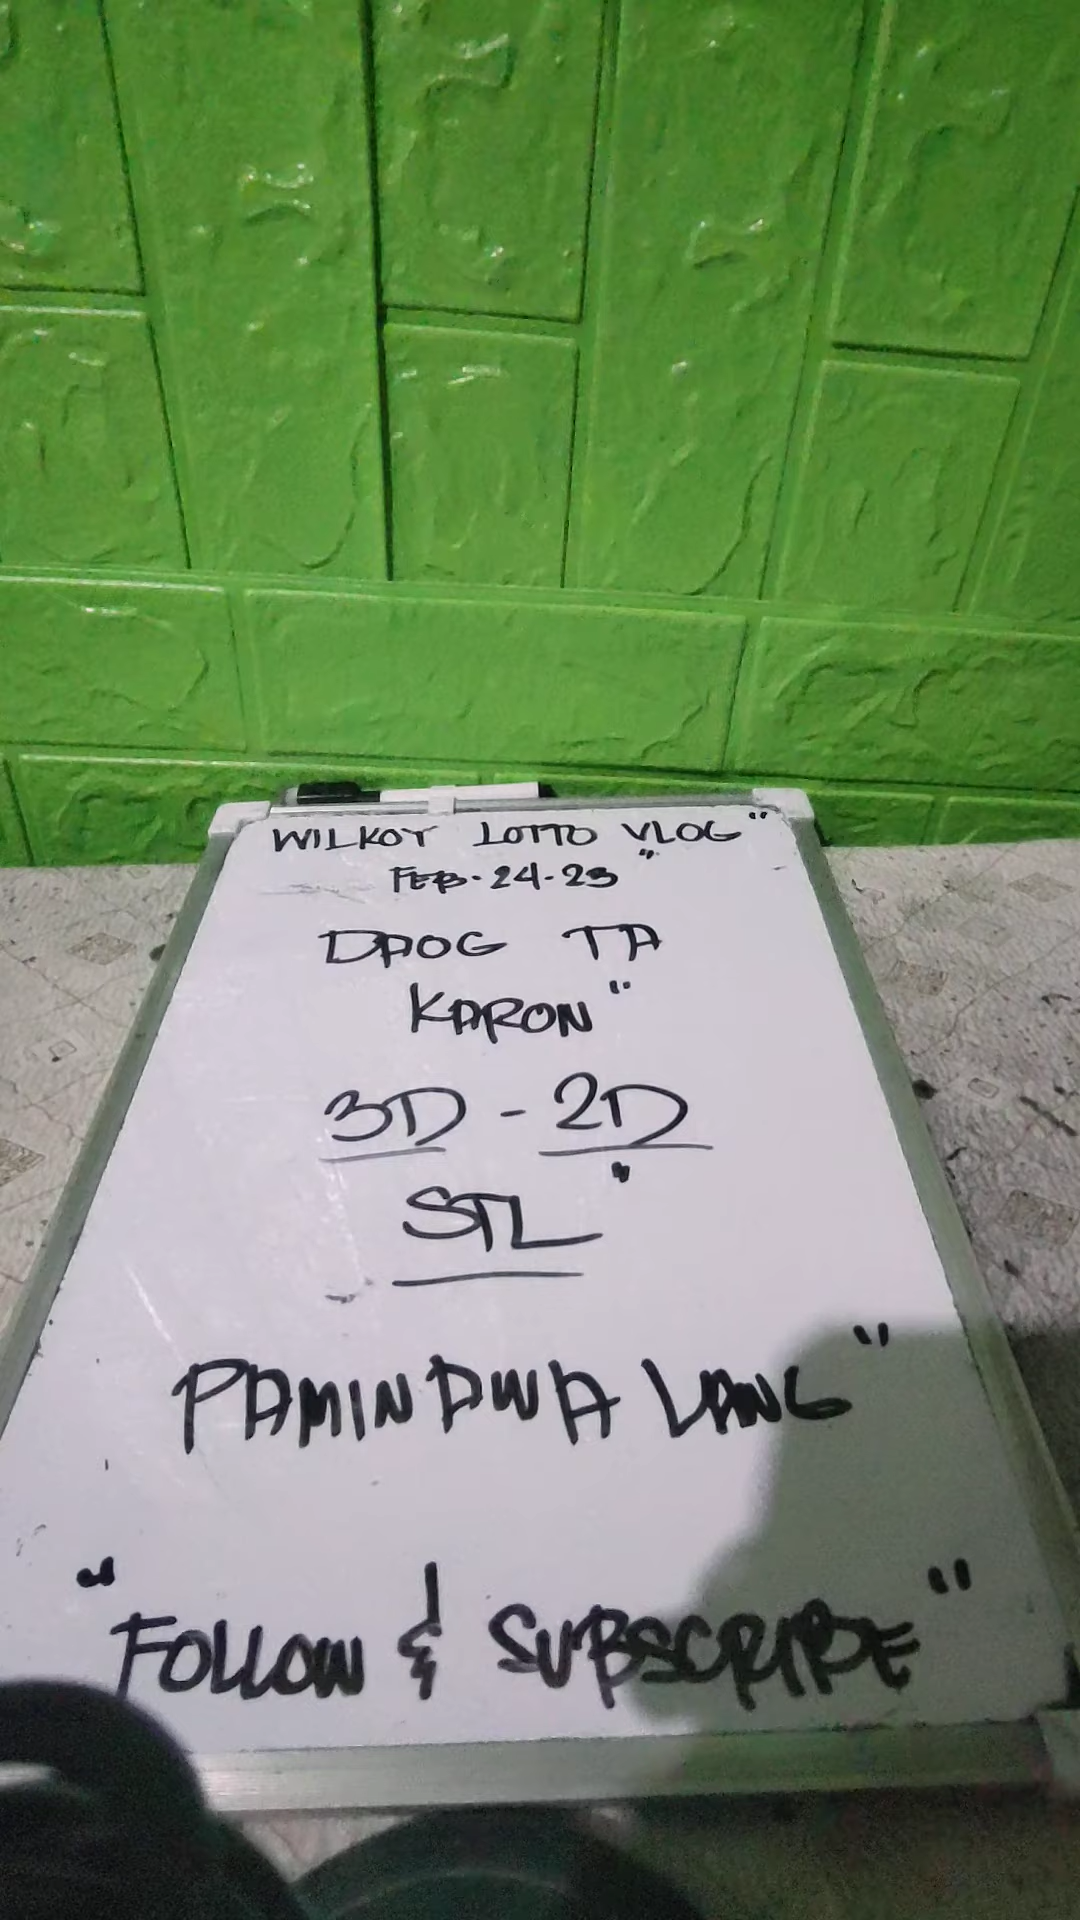 WILKOY LOTTO VLOG"
FEB-24-23"
DAOG TA
KARON"
3D - 2D
STL"
PAMINAWA LANG"
"FOLLOW & SUBSCRIBE"